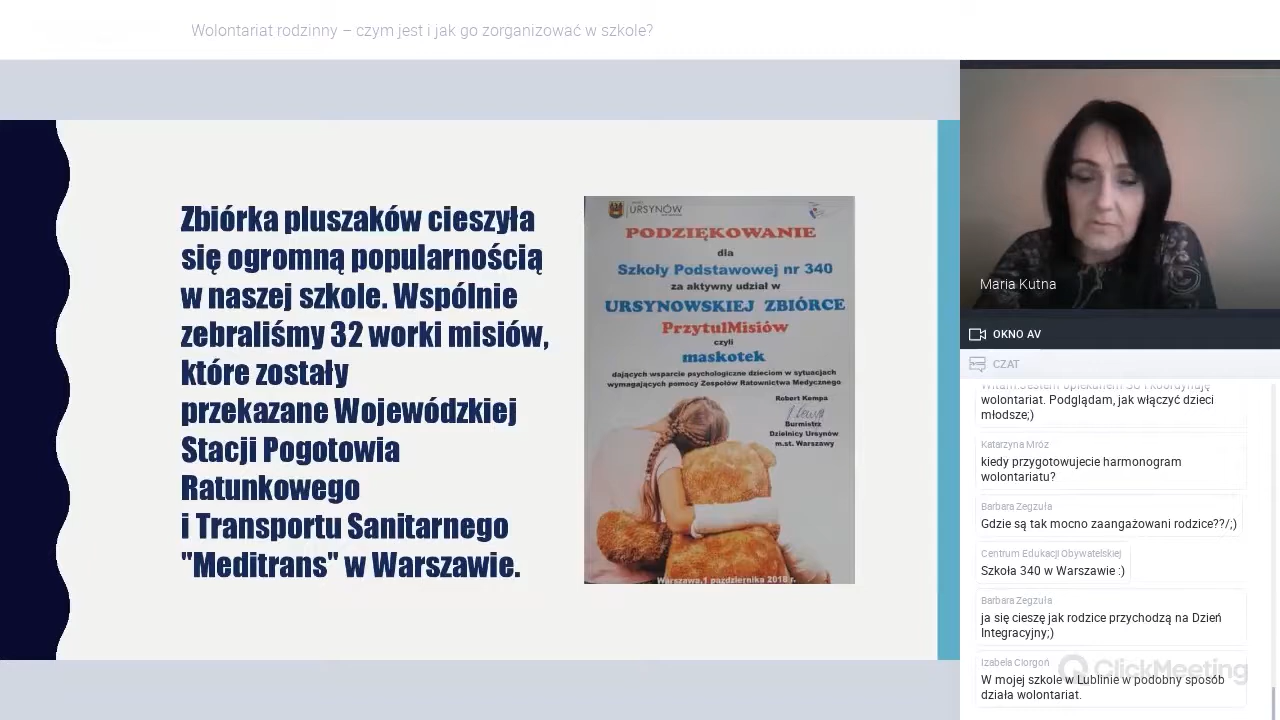 Wolontariat rodzinny – czym jest i jak go zorganizować w szkole?
Zbiórka pluszaków cieszyła
się ogromną popularnością
w naszej szkole. Wspólnie
zebraliśmy 32 worki misiów,
które zostały
przekazane Wojewódzkiej
Stacji Pogotowia
Ratunkowego
i Transportu Sanitarnego
"Meditrans" w Warszawie.
URSYNÓW
PODZIĘKOWANIE
dla
Szkoły Podstawowej nr 340
za aktywny udział w
URSYNOWSKIEJ ZBIÓRCE
PrzytulMisiów
czyli
maskotek
dających wsparcie psychologiczne dzieciom w sytuacjach
wymagających pomocy Zespołów Ratownictwa Medycznego
Robert Kempa
Burmistrz
Dzielnicy Ursynów
m.st. Warszawy
Warszawa,1 października 2018 r.
Maria Kutna
OKNO AV
CZAT
Witam.Jestem opiekunem SU i koordynuję
wolontariat. Podglądam, jak włączyć dzieci
młodsze;)
Katarzyna Mróz
kiedy przygotowujecie harmonogram
wolontariatu?
Barbara Zegzuła
Gdzie są tak mocno zaangażowani rodzice??/;)
Centrum Edukacji Obywatelskiej
Szkoła 340 w Warszawie :)
Barbara Zegzuła
ja się cieszę jak rodzice przychodzą na Dzień
Integracyjny;)
Izabela Ciorgoń
W mojej szkole w Lublinie w podobny sposób
działa wolontariat.
ClickMeeting